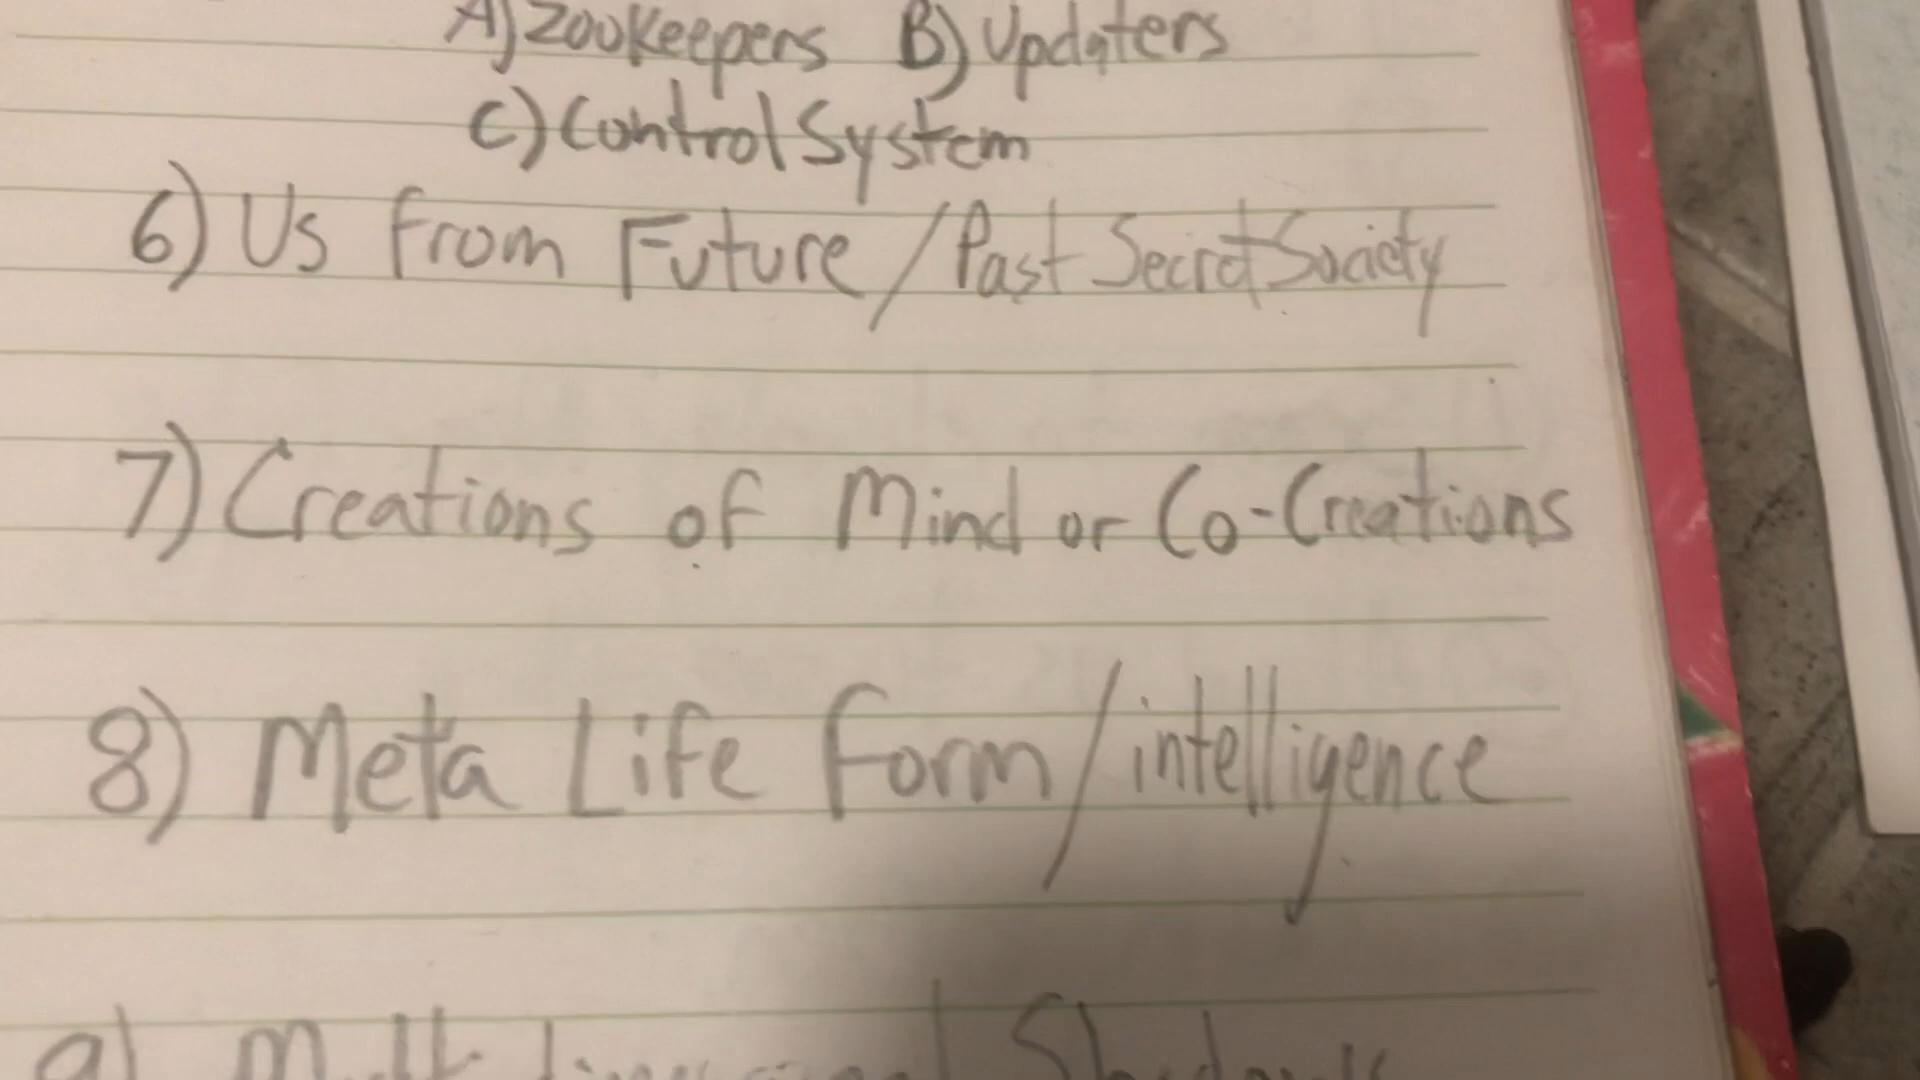 A) Zookeepers B) Updaters
C) Control System
6) Us From Future / Past Secret Society
7) Creations of Mind or Co-Creations
8) Meta Life Form / intelligence
9)